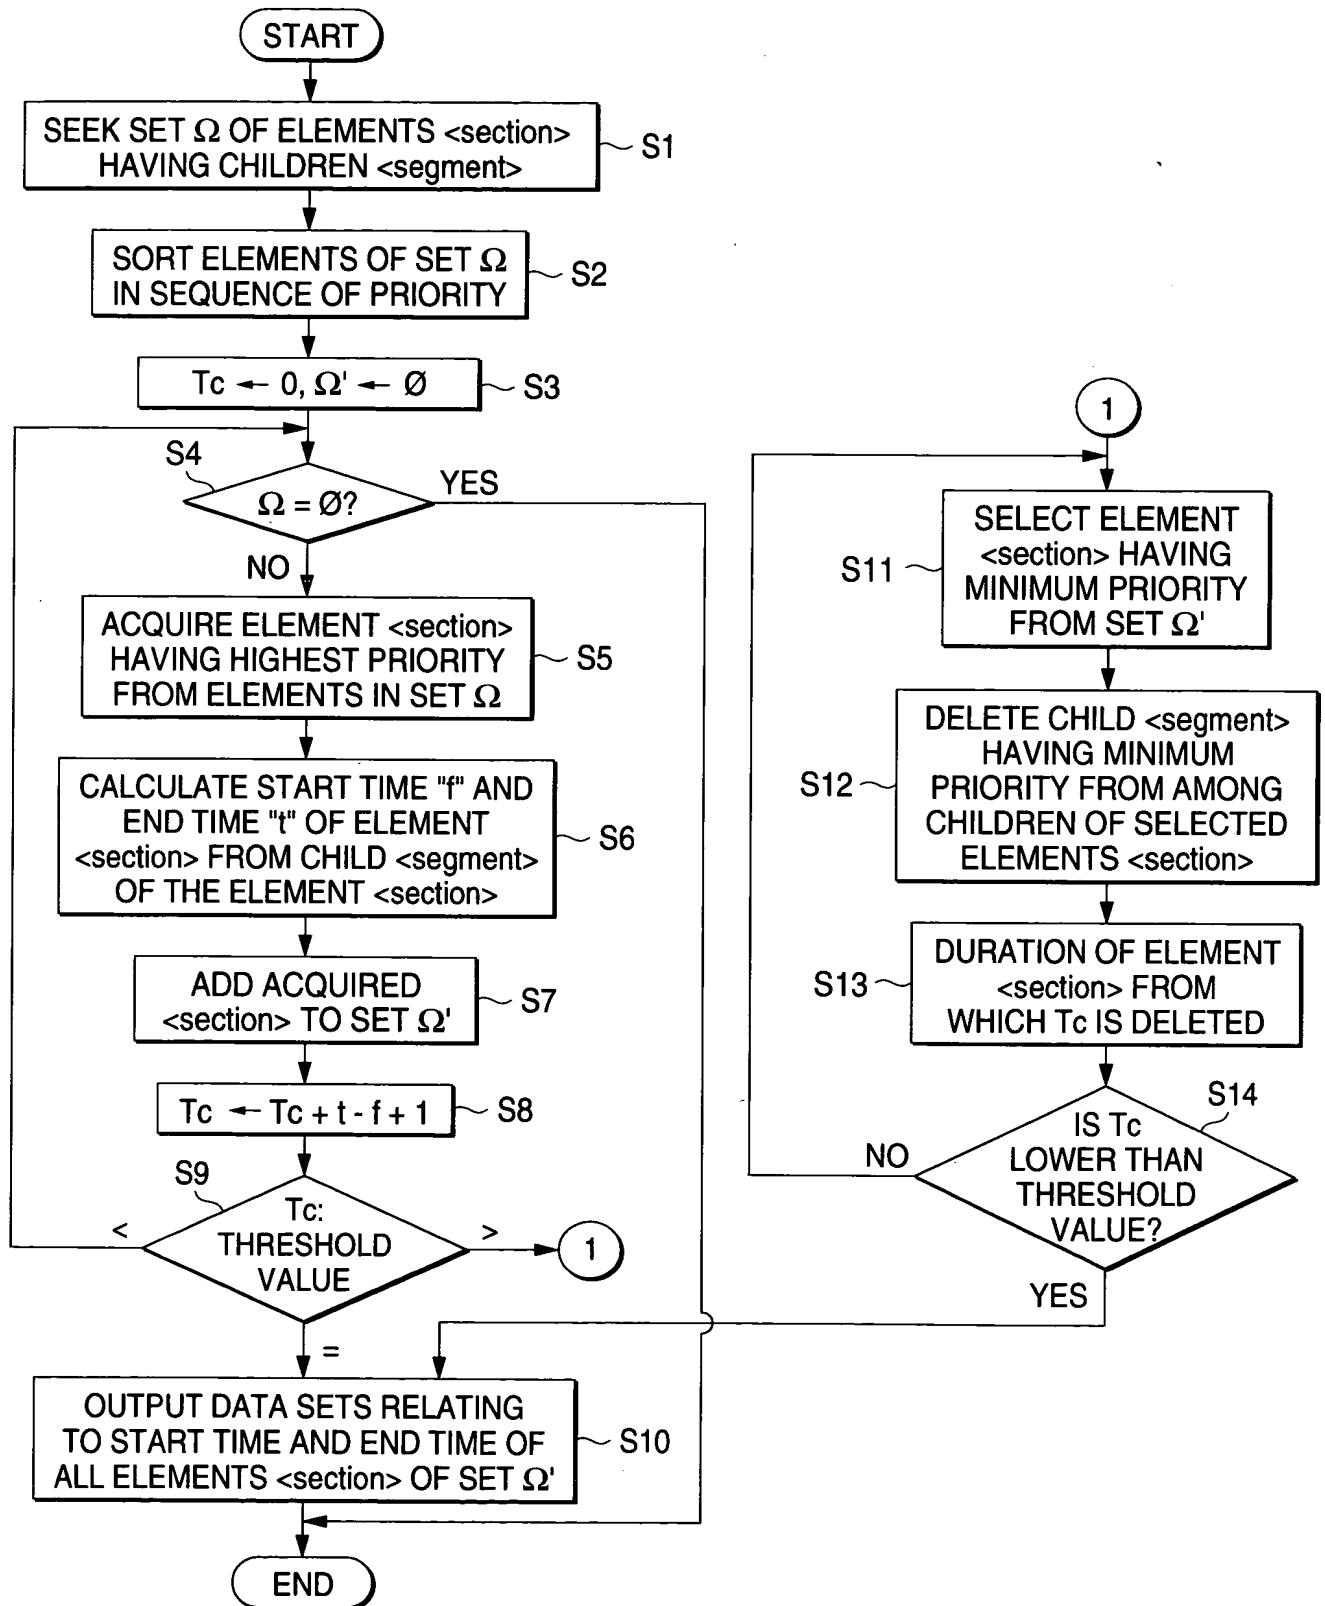 START
SEEK SET Ω OF ELEMENTS <section>
HAVING CHILDREN <segment>
S1
SORT ELEMENTS OF SET Ω
IN SEQUENCE OF PRIORITY
S2
Tc ← 0, Ω' ← Ø
S3
S4
Ω = Ø?
YES
NO
ACQUIRE ELEMENT <section>
HAVING HIGHEST PRIORITY
FROM ELEMENTS IN SET Ω
S5
CALCULATE START TIME "f" AND
END TIME "t" OF ELEMENT
<section> FROM CHILD <segment>
OF THE ELEMENT <section>
S6
ADD ACQUIRED
<section> TO SET Ω'
S7
Tc ← Tc + t - f + 1
S8
S9
Tc:
THRESHOLD
VALUE
<
>
1
=
OUTPUT DATA SETS RELATING
TO START TIME AND END TIME OF
ALL ELEMENTS <section> OF SET Ω'
S10
END
1
SELECT ELEMENT
<section> HAVING
MINIMUM PRIORITY
FROM SET Ω'
S11
DELETE CHILD <segment>
HAVING MINIMUM
PRIORITY FROM AMONG
CHILDREN OF SELECTED
ELEMENTS <section>
S12
DURATION OF ELEMENT
<section> FROM
WHICH Tc IS DELETED
S13
S14
IS Tc
LOWER THAN
THRESHOLD
VALUE?
NO
YES